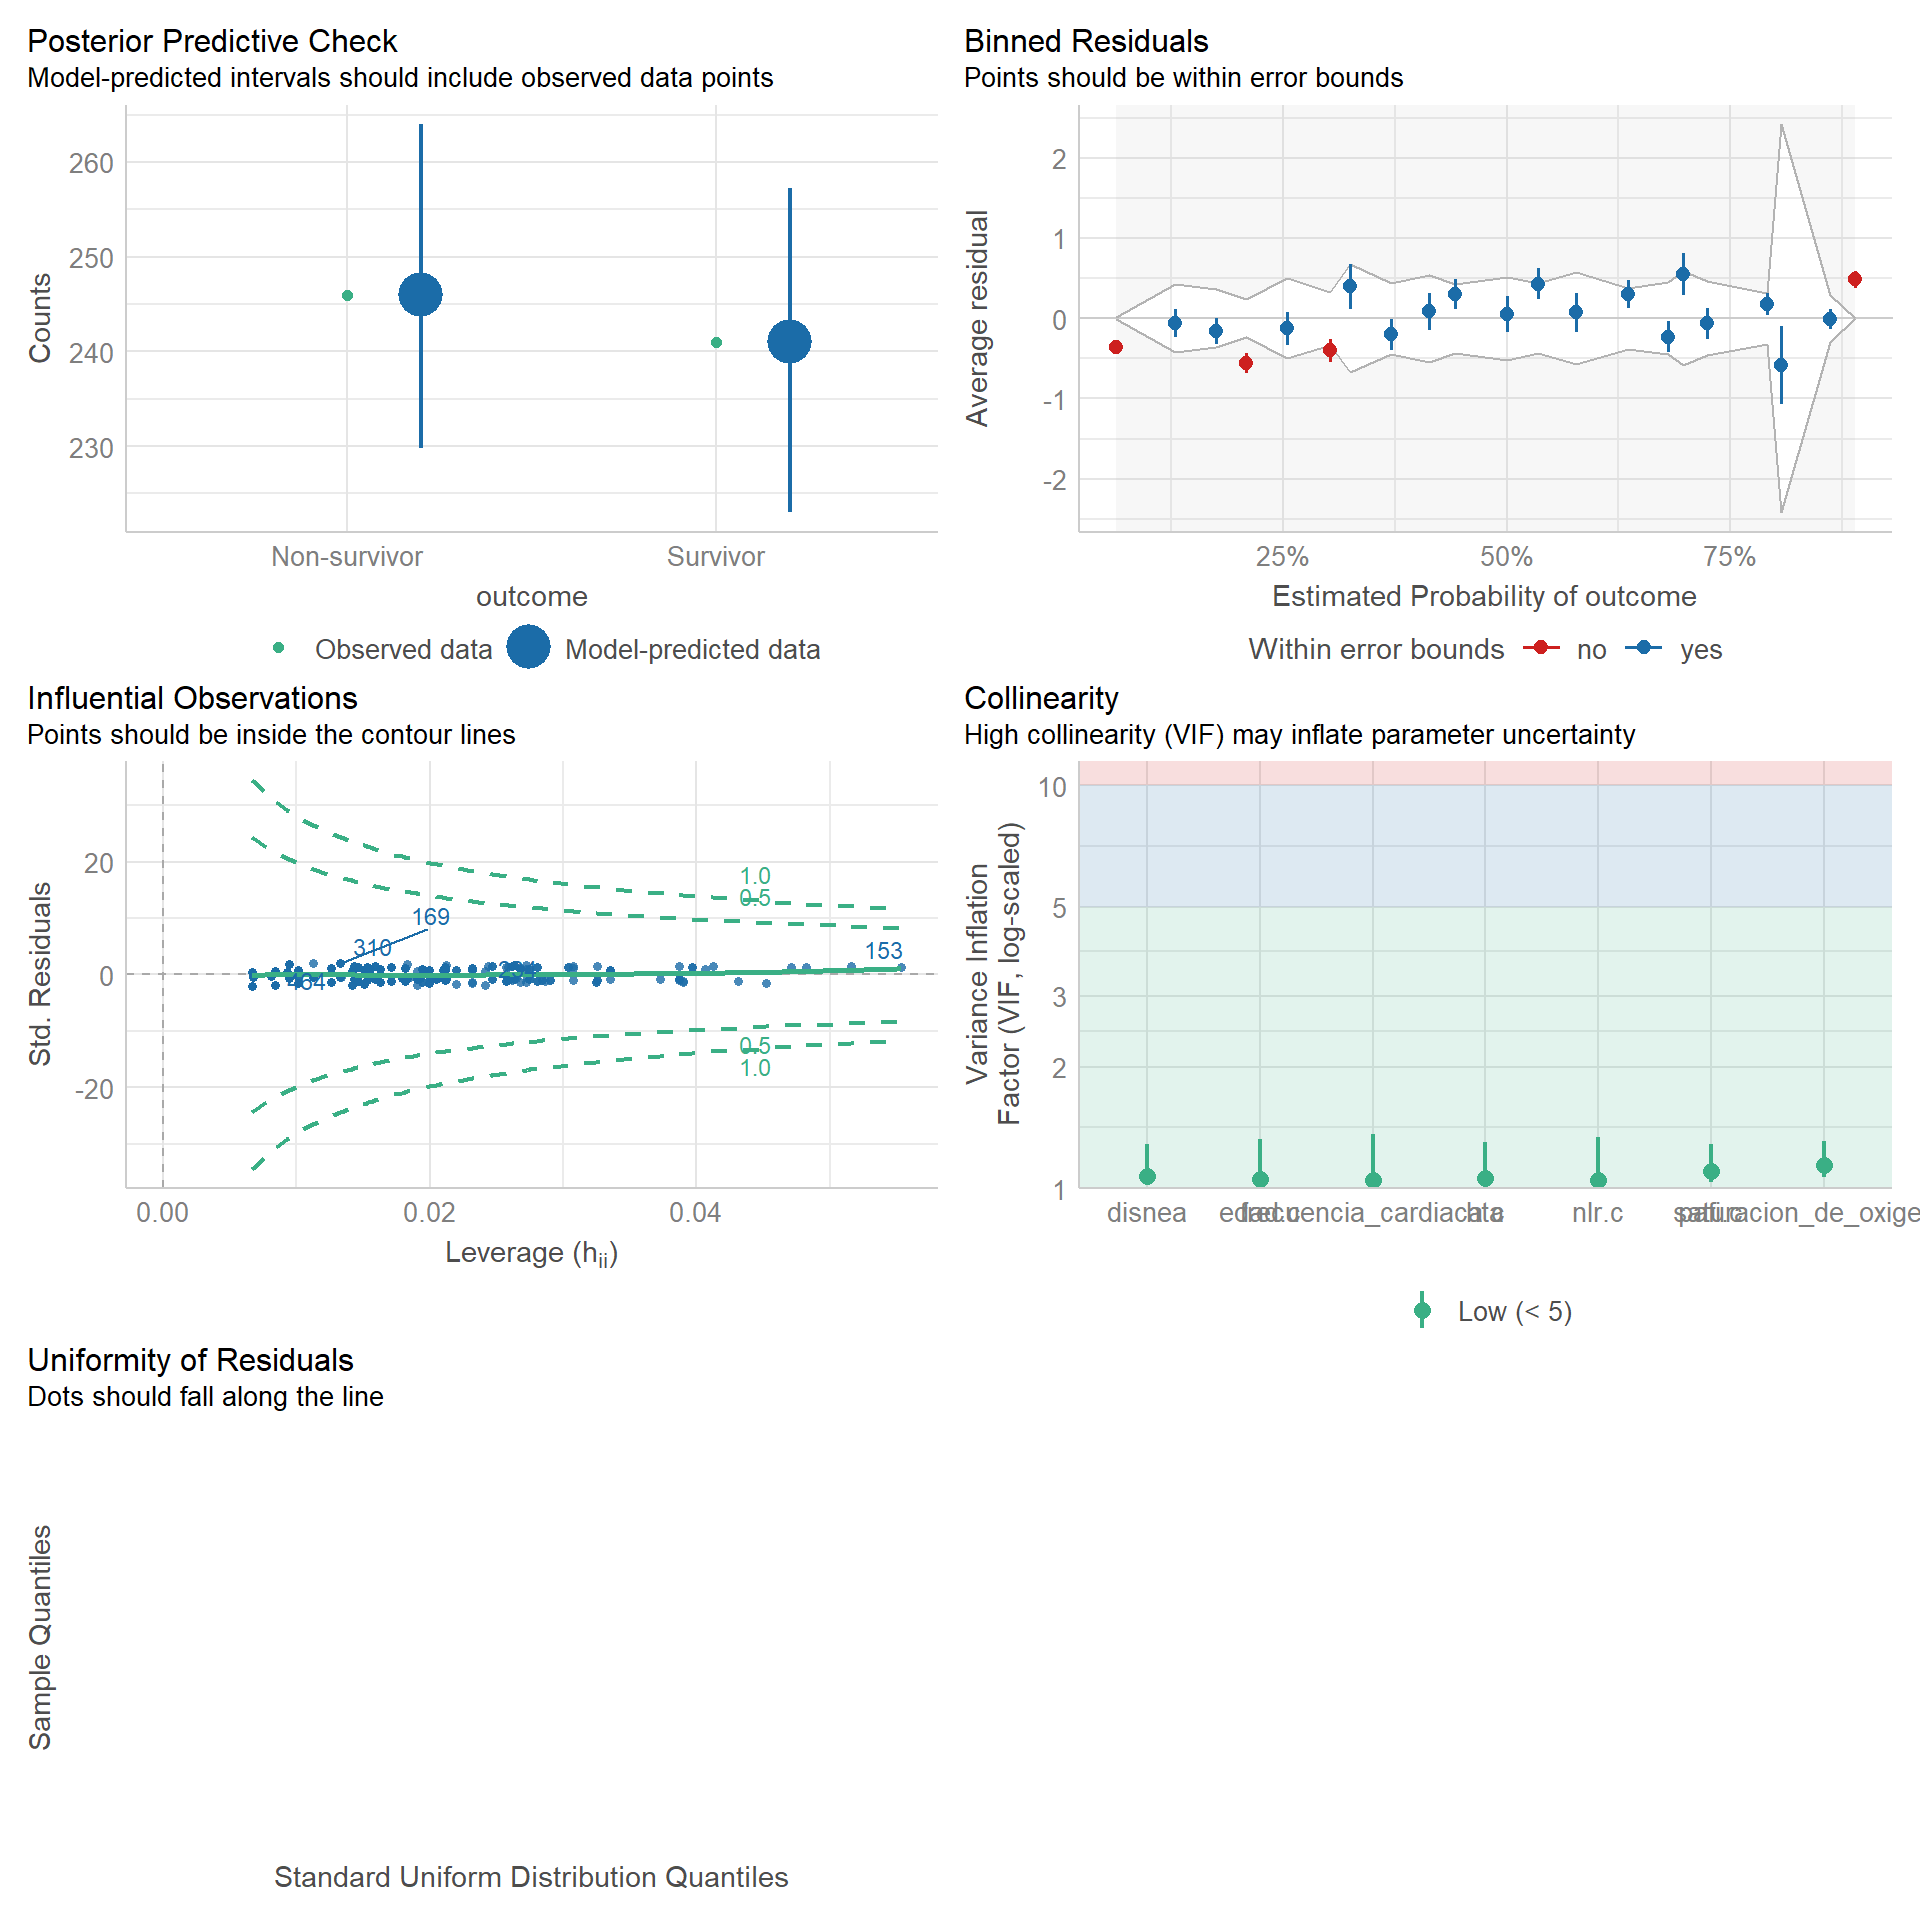 Posterior Predictive Check
Model-predicted intervals should include observed data points
Counts
260
250
240
230
Non-survivor
Survivor
outcome
Observed data
Model-predicted data
Binned Residuals
Points should be within error bounds
Average residual
2
1
0
-1
-2
25%
50%
75%
Estimated Probability of outcome
Within error bounds
no
yes
Influential Observations
Points should be inside the contour lines
Std. Residuals
20
0
-20
1.0
0.5
169
310
153
464
0.5
1.0
0.00
0.02
0.04
Leverage (hii)
Collinearity
High collinearity (VIF) may inflate parameter uncertainty
Variance Inflation
Factor (VIF, log-scaled)
10
5
3
2
1
disnea
edad.c
frecuencia_cardiaca.c
nlr.c
Low (< 5)
Uniformity of Residuals
Dots should fall along the line
Sample Quantiles
Standard Uniform Distribution Quantiles